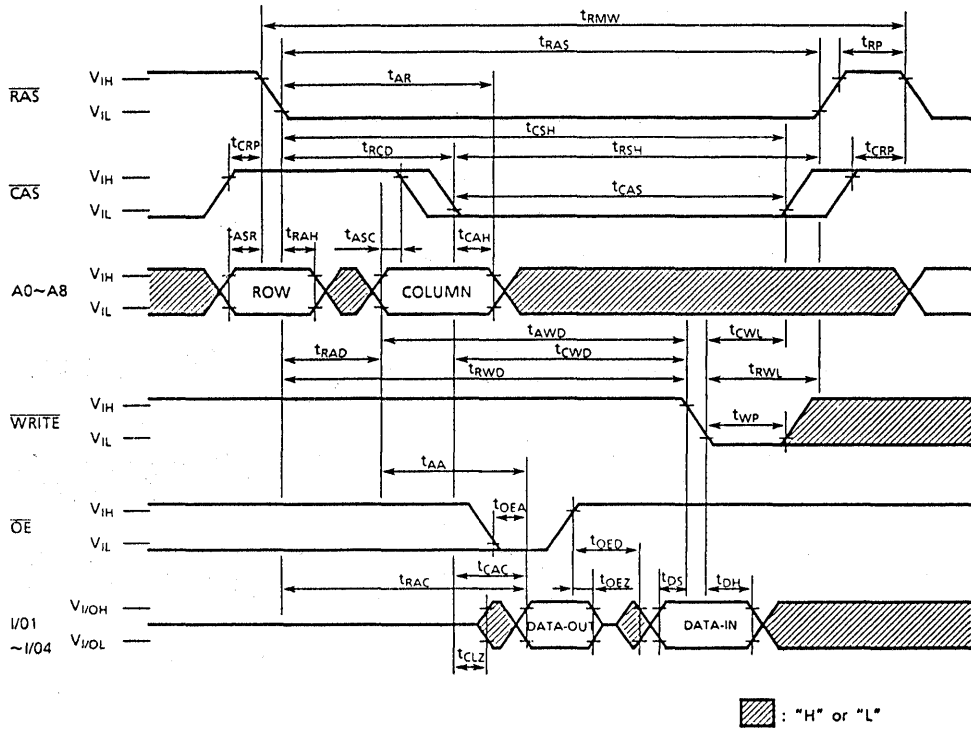 tRMW
tRAS
tRP
tAR
RAS
VIH
VIL
tCSH
tCRP
tRCD
tRSH
tCRP
CAS
VIH
VIL
tCAS
tASR
tRAH
tASC
tCAH
A0~A8
VIH
VIL
ROW
COLUMN
tAWD
tCWL
tRAD
tCWD
tRWD
tRWL
WRITE
VIH
VIL
tWP
tAA
OE
VIH
VIL
tOEA
tOED
tCAC
tRAC
tOEZ
tDS
tDH
I/01
~I/04
VI/OH
VI/OL
DATA-OUT
DATA-IN
tCLZ
: "H" or "L"